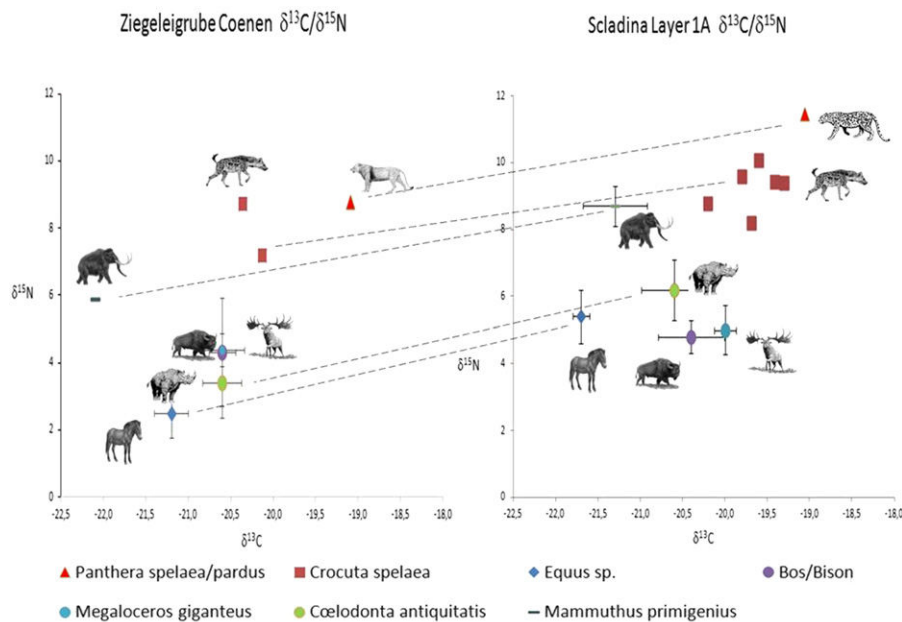 Ziegeleigrube Coenen δ¹³C/δ¹⁵N
Scladina Layer 1A δ¹³C/δ¹⁵N
12
10
8
6
4
2
0
δ¹⁵N
-22,5 -22,0 -21,5 -21,0 -20,5 -20,0 -19,5 -19,0 -18,5 -18,0
δ¹³C
12
10
8
6
4
2
0
δ¹⁵N
-22,5 -22,0 -21,5 -21,0 -20,5 -20,0 -19,5 -19,0 -18,5 -18,0
δ¹³C
Panthera spelaea/pardus Crocuta spelaea Equus sp. Bos/Bison
Megaloceros giganteus Cœlodonta antiquitatis Mammuthus primigenius